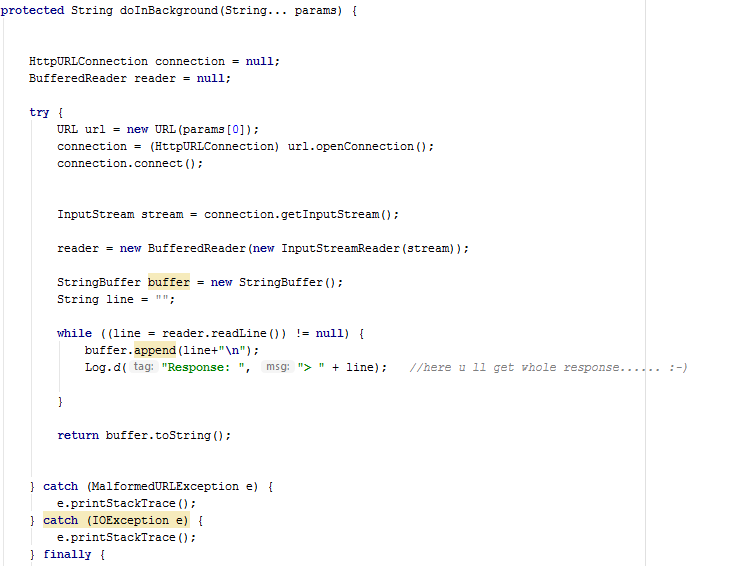 protected String doInBackground(String... params) {
HttpURLConnection connection = null;
BufferedReader reader = null;
try {
URL url = new URL(params[0]);
connection = (HttpURLConnection) url.openConnection();
connection.connect();
InputStream stream = connection.getInputStream();
reader = new BufferedReader(new InputStreamReader(stream));
StringBuffer buffer = new StringBuffer();
String line = "";
while ((line = reader.readLine()) != null) {
buffer.append(line+"\n");
Log.d( tag: "Response: ", msg: "> " + line); //here u ll get whole response...... :-)
}
return buffer.toString();
} catch (MalformedURLException e) {
e.printStackTrace();
} catch (IOException e) {
e.printStackTrace();
} finally {